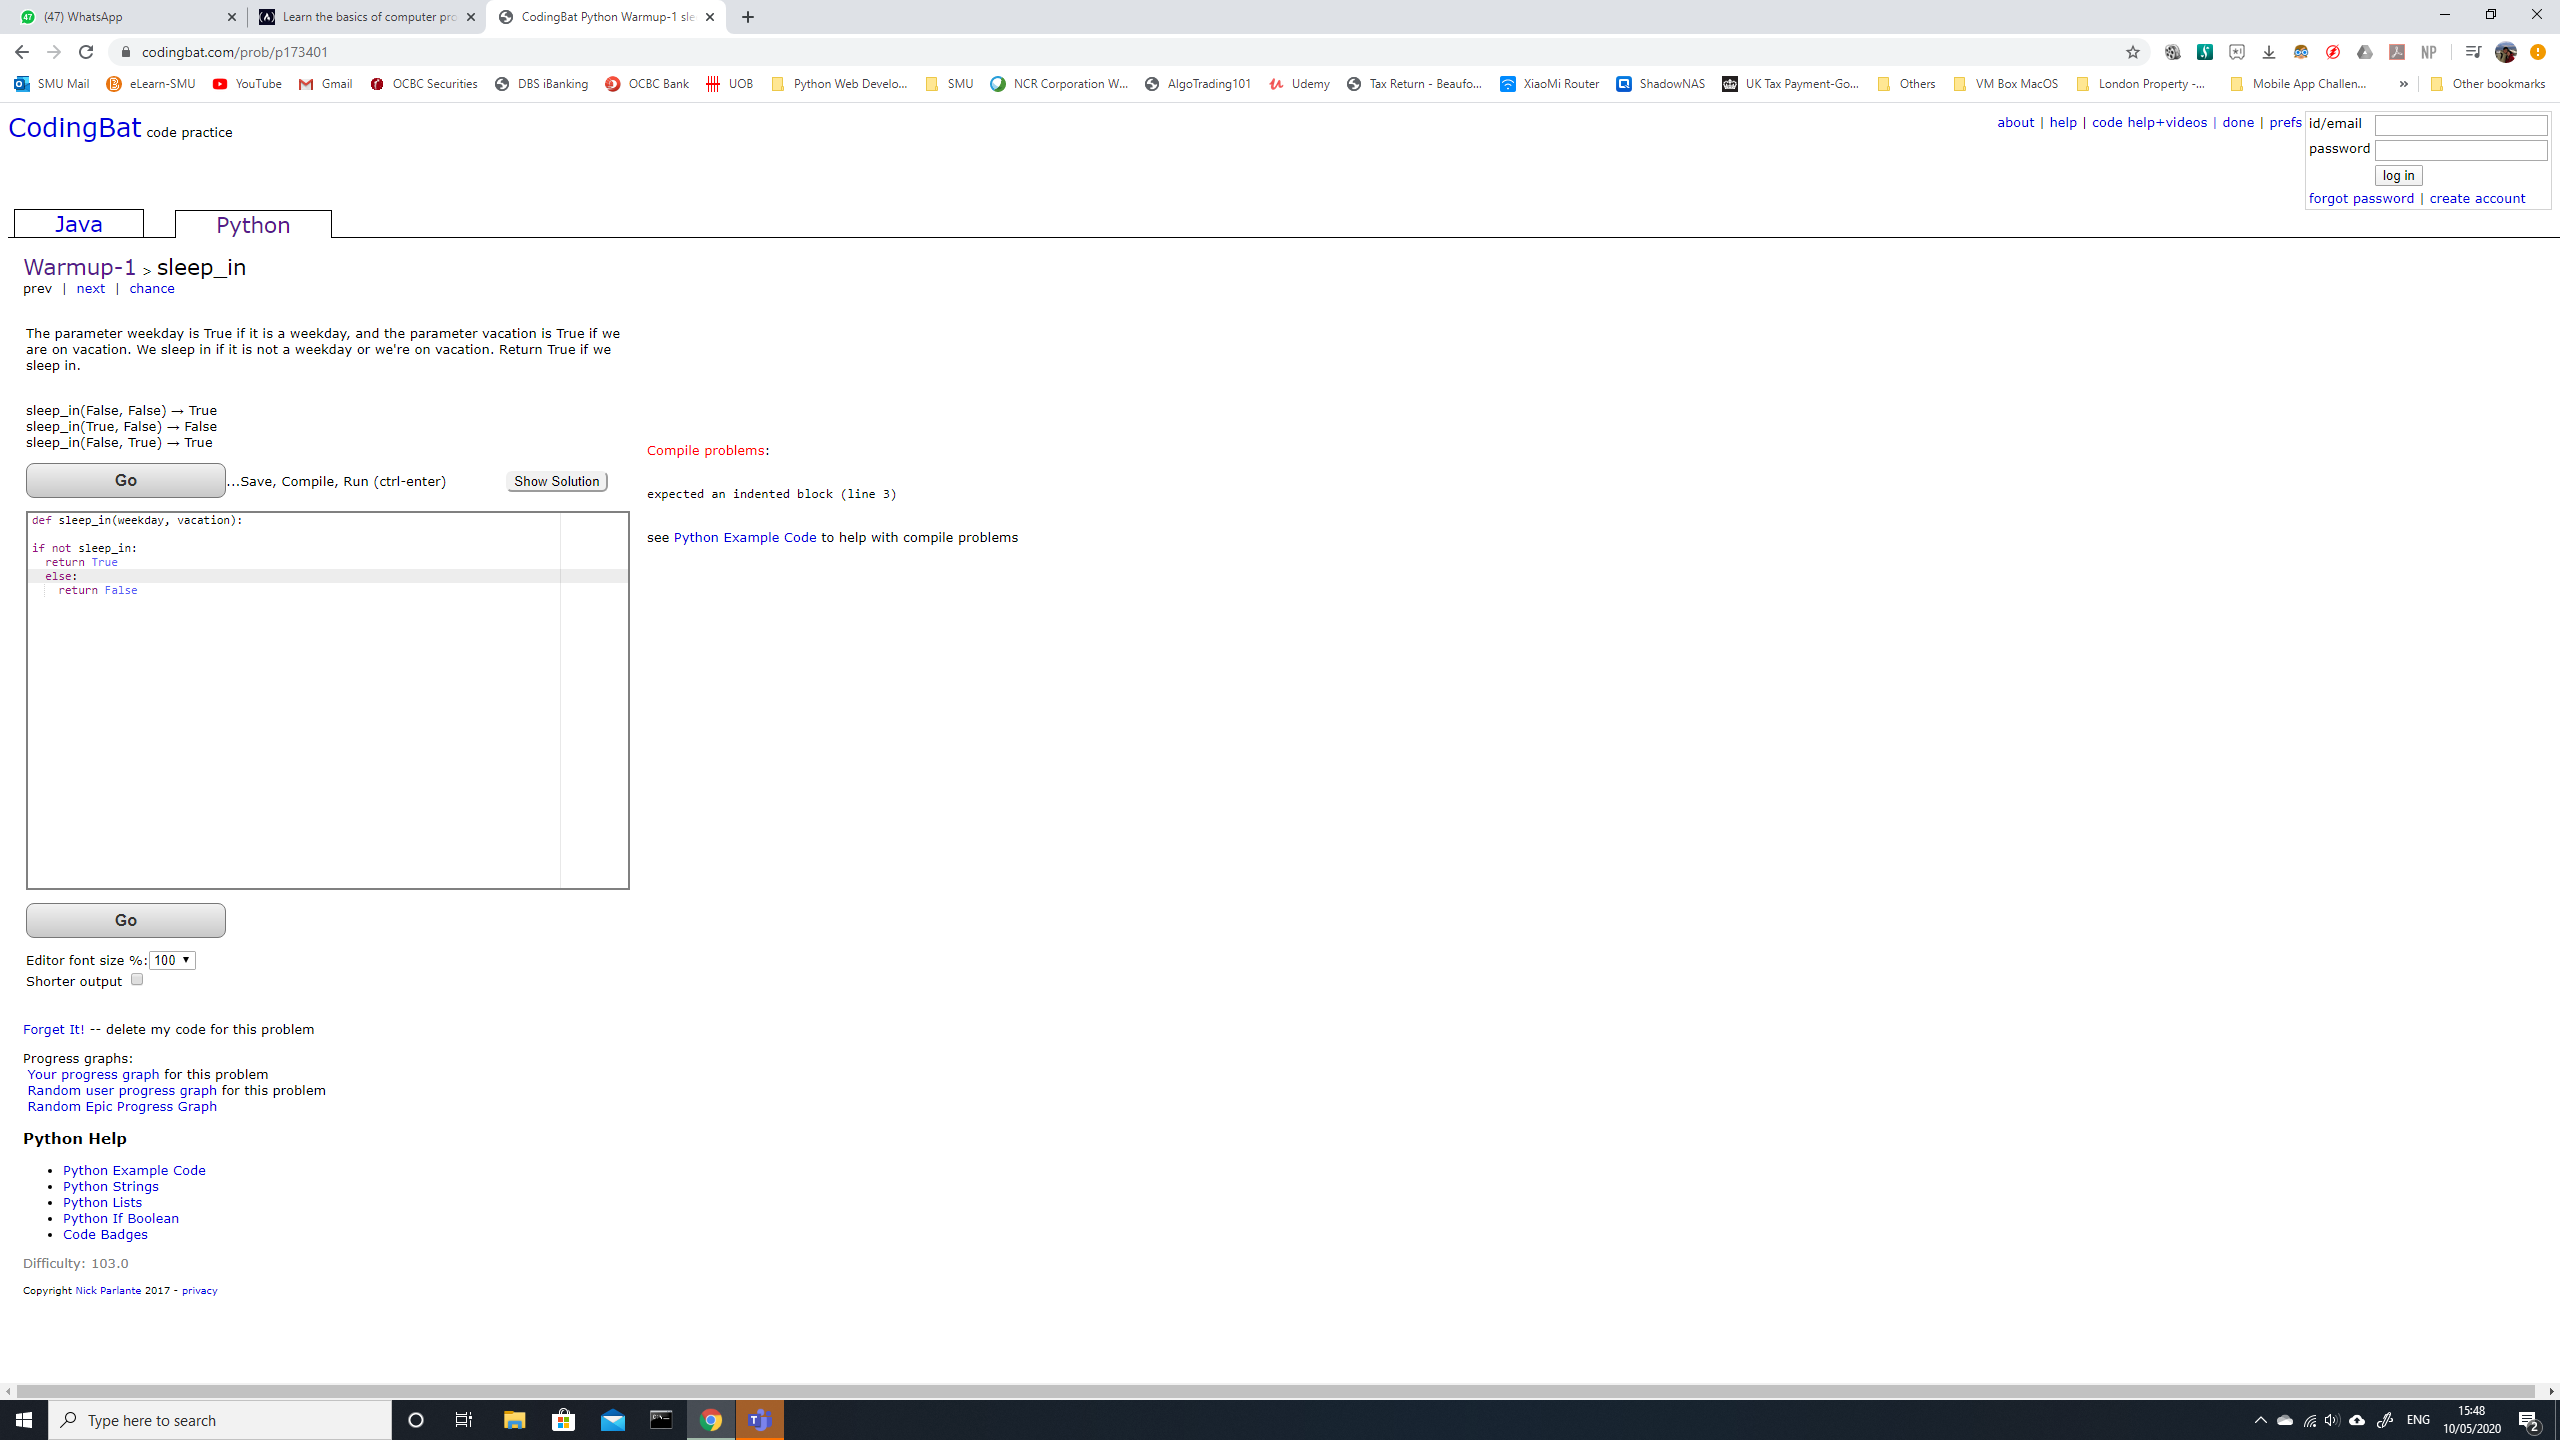 (47) WhatsApp
Learn the basics of computer pro
CodingBat Python Warmup-1 sle
codingbat.com/prob/p173401
NP
SMU Mail
eLearn-SMU
YouTube
Gmail
OCBC Securities
DBS iBanking
OCBC Bank
UOB
Python Web Develo...
SMU
NCR Corporation W...
AlgoTrading101
Udemy
Tax Return - Beaufo...
XiaoMi Router
ShadowNAS
UK Tax Payment-Go...
Others
VM Box MacOS
London Property -...
Mobile App Challen...
»
Other bookmarks
CodingBat code practice
about | help | code help+videos | done | prefs
id/email
password
log in
forgot password | create account
Java
Python
Warmup-1 > sleep_in
prev | next | chance
The parameter weekday is True if it is a weekday, and the parameter vacation is True if we
are on vacation. We sleep in if it is not a weekday or we're on vacation. Return True if we
sleep in.
sleep_in(False, False) → True
sleep_in(True, False) → False
sleep_in(False, True) → True
Go
...Save, Compile, Run (ctrl-enter)
Show Solution
def sleep_in(weekday, vacation):
if not sleep_in:
return True
else:
return False
Compile problems:
expected an indented block (line 3)
see Python Example Code to help with compile problems
Go
Editor font size %: 100
Shorter output
Forget It! -- delete my code for this problem
Progress graphs:
Your progress graph for this problem
Random user progress graph for this problem
Random Epic Progress Graph
Python Help
• Python Example Code
• Python Strings
• Python Lists
• Python If Boolean
• Code Badges
Difficulty: 103.0
Copyright Nick Parlante 2017 - privacy
Type here to search
ENG
15:48
10/05/2020
2